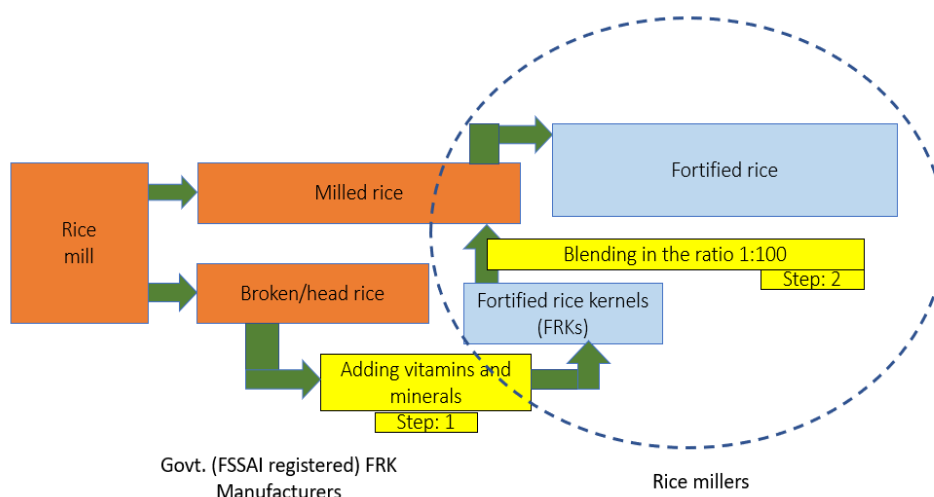 Rice
mill
Milled rice
Fortified rice
Broken/head rice
Blending in the ratio 1:100
Step: 2
Fortified rice kernels
(FRKs)
Adding vitamins and
minerals
Step: 1
Govt. (FSSAI registered) FRK
Manufacturers
Rice millers